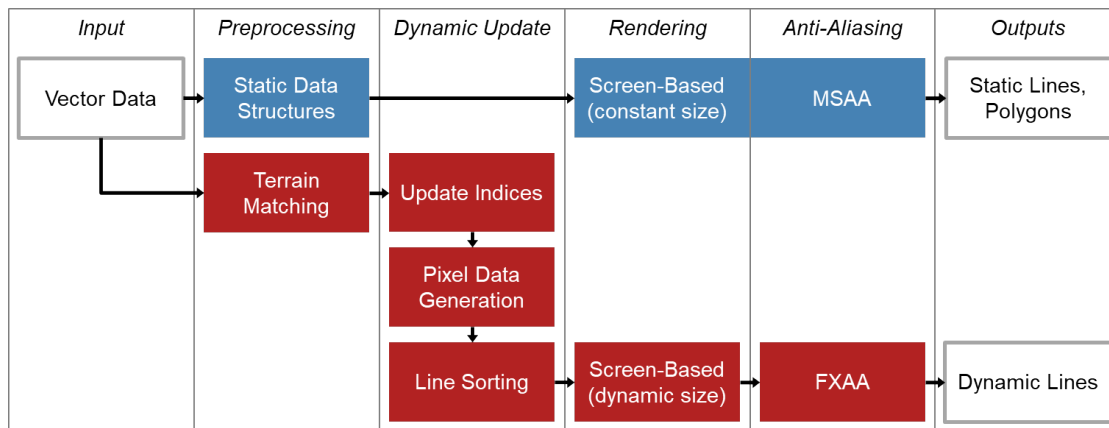 Input
Preprocessing
Dynamic Update
Rendering
Anti-Aliasing
Outputs
Vector Data
Static Data
Structures
Screen-Based
(constant size)
MSAA
Static Lines,
Polygons
Terrain
Matching
Update Indices
Pixel Data
Generation
Line Sorting
Screen-Based
(dynamic size)
FXAA
Dynamic Lines